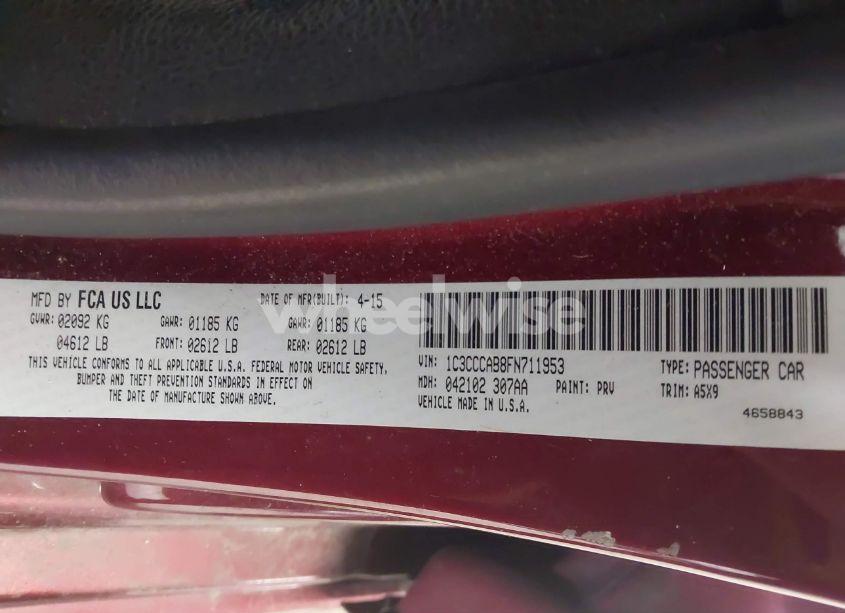 MFD BY FCA US LLC DATE OF MFR(BUILT): 4-15
GVWR: 02092 KG GAWR: 01185 KG GAWR: 01185 KG
04612 LB FRONT: 02612 LB REAR: 02612 LB
THIS VEHICLE CONFORMS TO ALL APPLICABLE U.S.A. FEDERAL MOTOR VEHICLE SAFETY,
BUMPER AND THEFT PREVENTION STANDARDS IN EFFECT ON
THE DATE OF MANUFACTURE SHOWN ABOVE.
VIN: 1C3CCCAB8FN711953 TYPE: PASSENGER CAR
MDH: 042102 307AA PAINT: PRV TRIM: A5X9
VEHICLE MADE IN U.S.A.
4658843
wheelwise